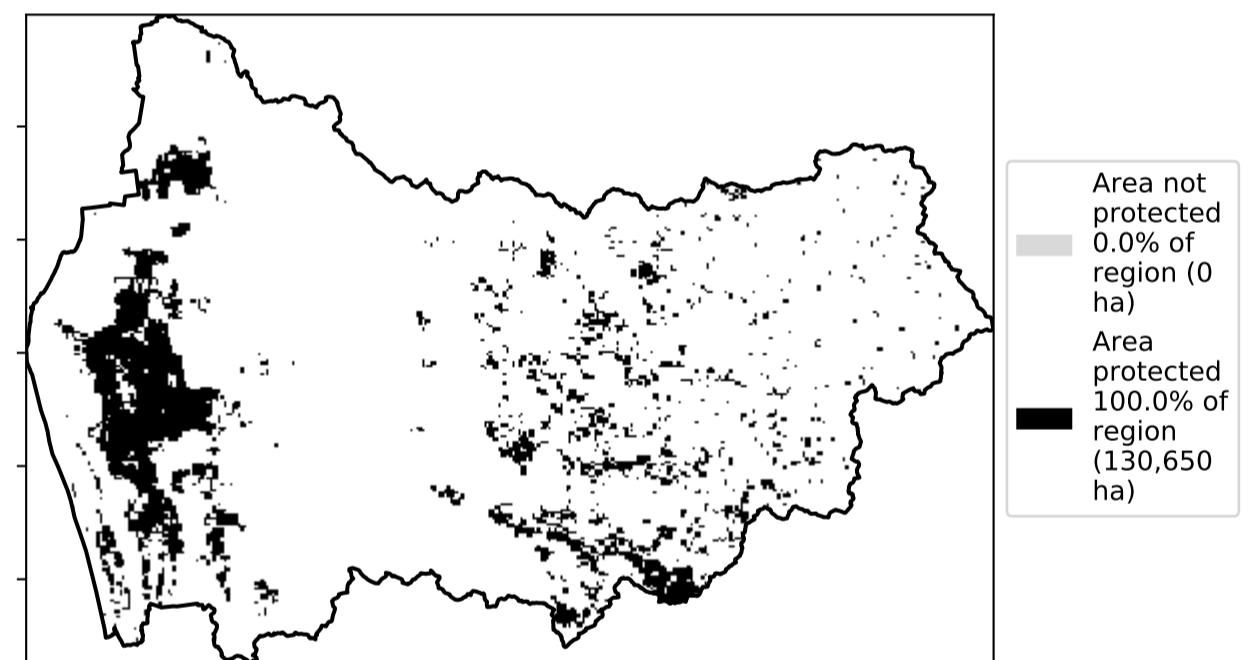 Area not
protected
0.0% of
region (0
ha)
Area
protected
100.0% of
region
(130,650
ha)